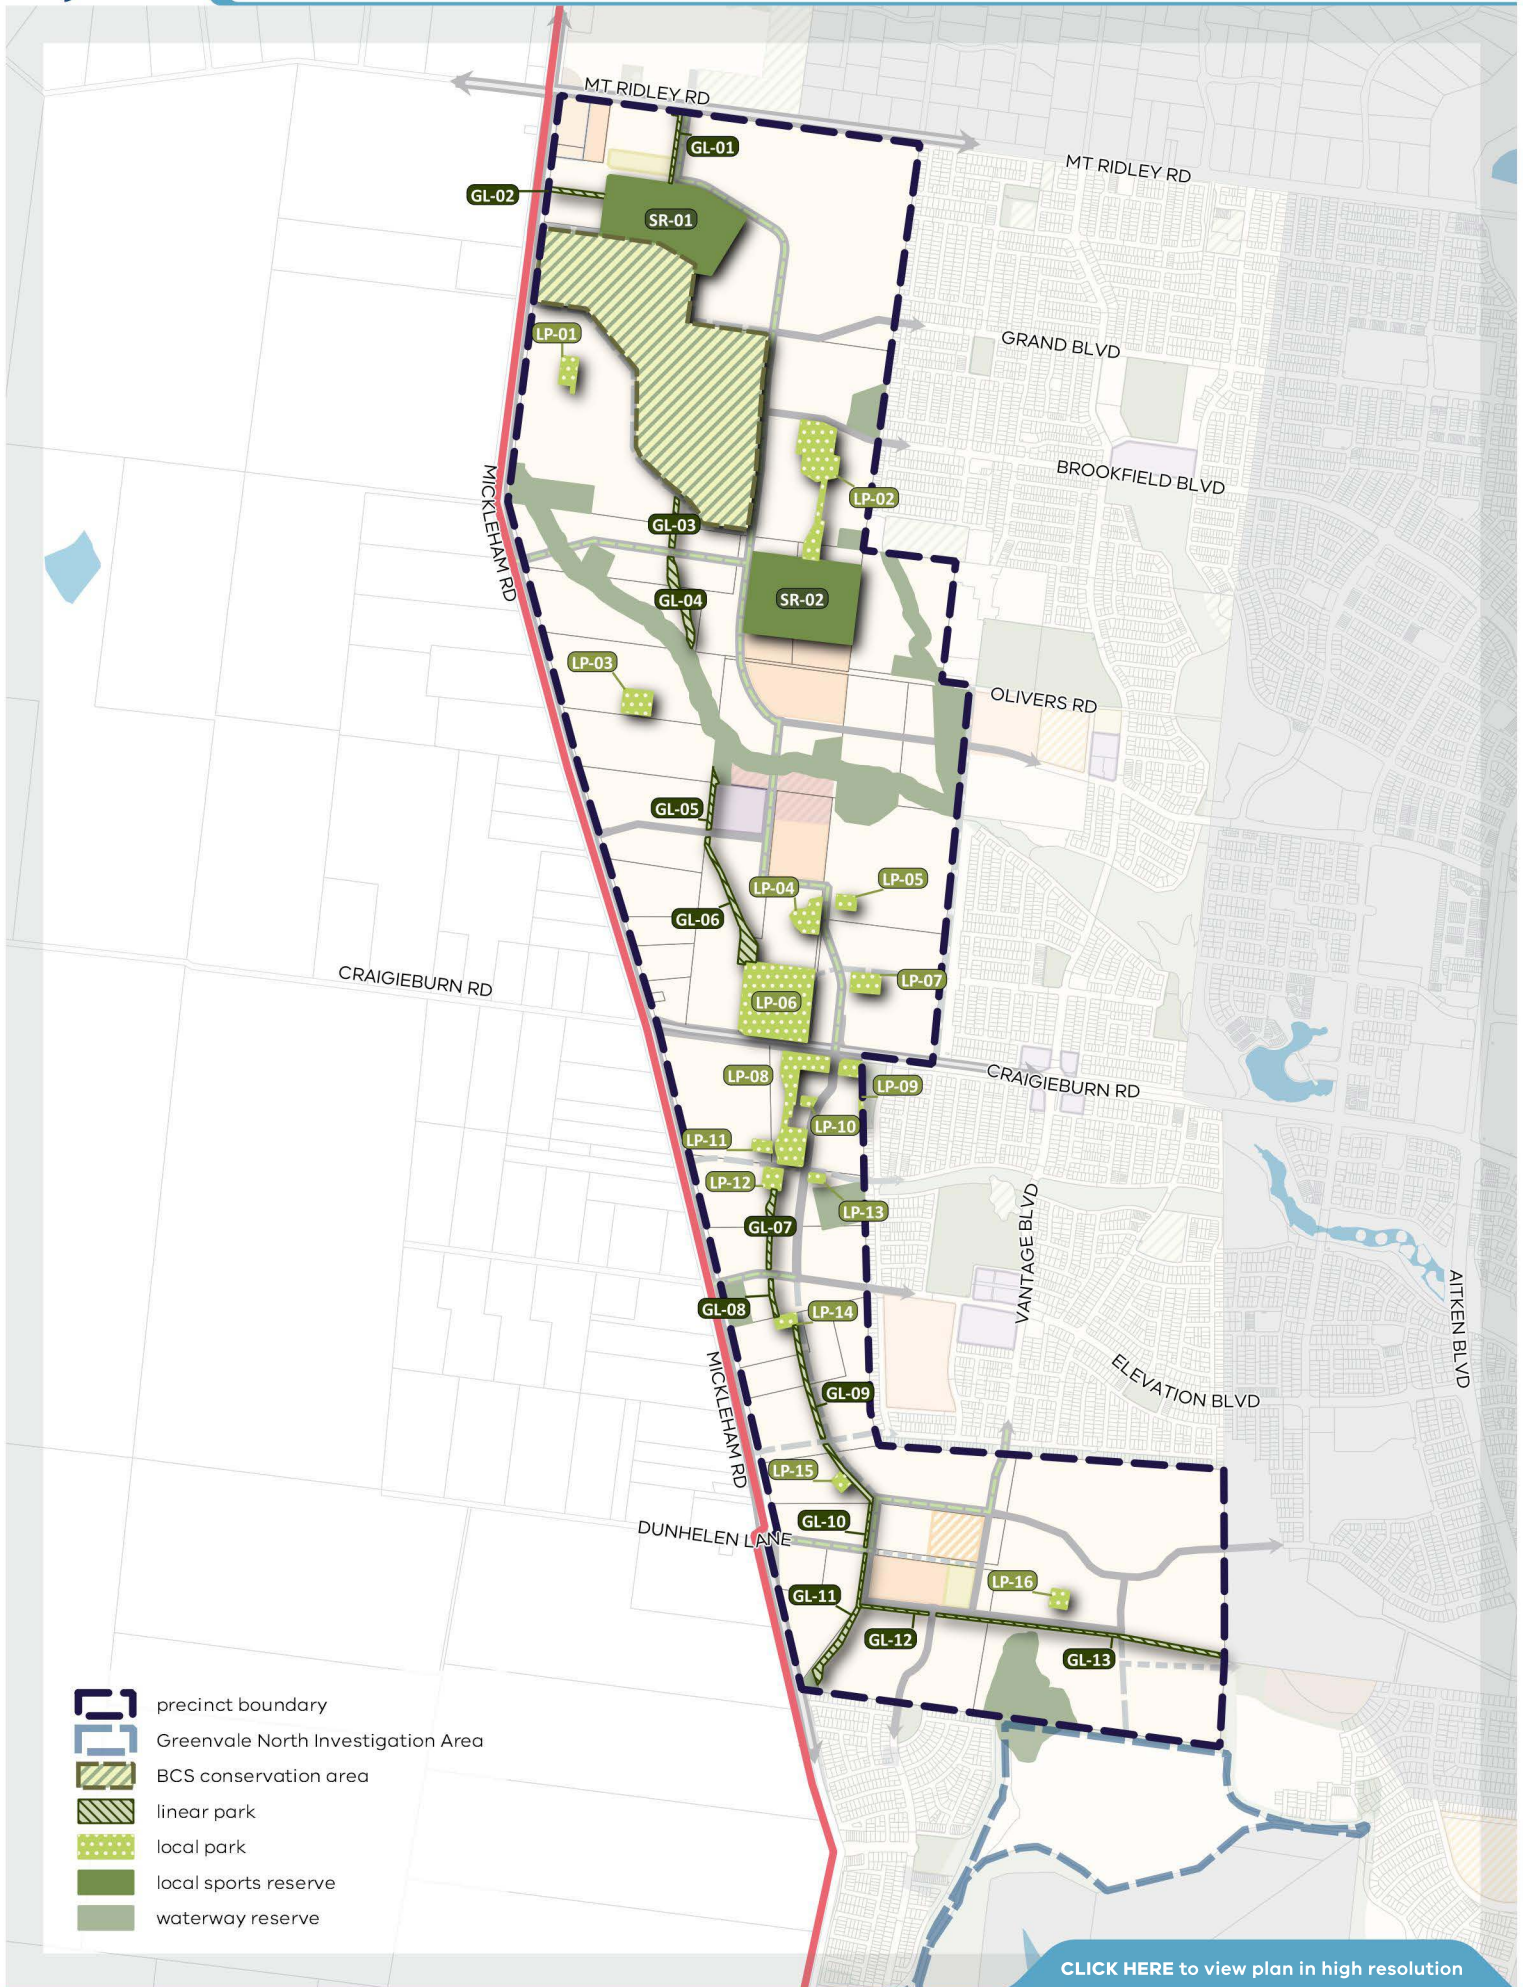 MT RIDLEY RD
GL-01
MT RIDLEY RD
GL-02
SR-01
LP-01
GRAND BLVD
BROOKFIELD BLVD
MICKLEHAM RD
LP-02
GL-03
GL-04
SR-02
LP-03
OLIVERS RD
GL-05
LP-04
LP-05
GL-06
CRAIGIEBURN RD
LP-07
LP-06
LP-08
LP-09
CRAIGIEBURN RD
LP-10
LP-11
LP-12
LP-13
GL-07
VANTAGE BLVD
GL-08
LP-14
AITKEN BLVD
MICKLEHAM RD
GL-09
ELEVATION BLVD
LP-15
GL-10
DUNHELEN LANE
LP-16
GL-11
GL-12
GL-13
precinct boundary
Greenvale North Investigation Area
BCS conservation area
linear park
local park
local sports reserve
waterway reserve
CLICK HERE to view plan in high resolution